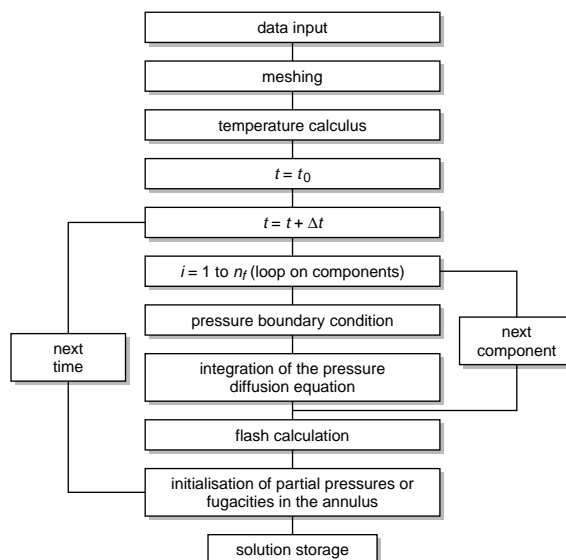 data input
meshing
temperature calculus
t = t0
t = t + Δt
i = 1 to nf (loop on components)
pressure boundary condition
next
time
next
component
integration of the pressure
diffusion equation
flash calculation
initialisation of partial pressures or
fugacities in the annulus
solution storage